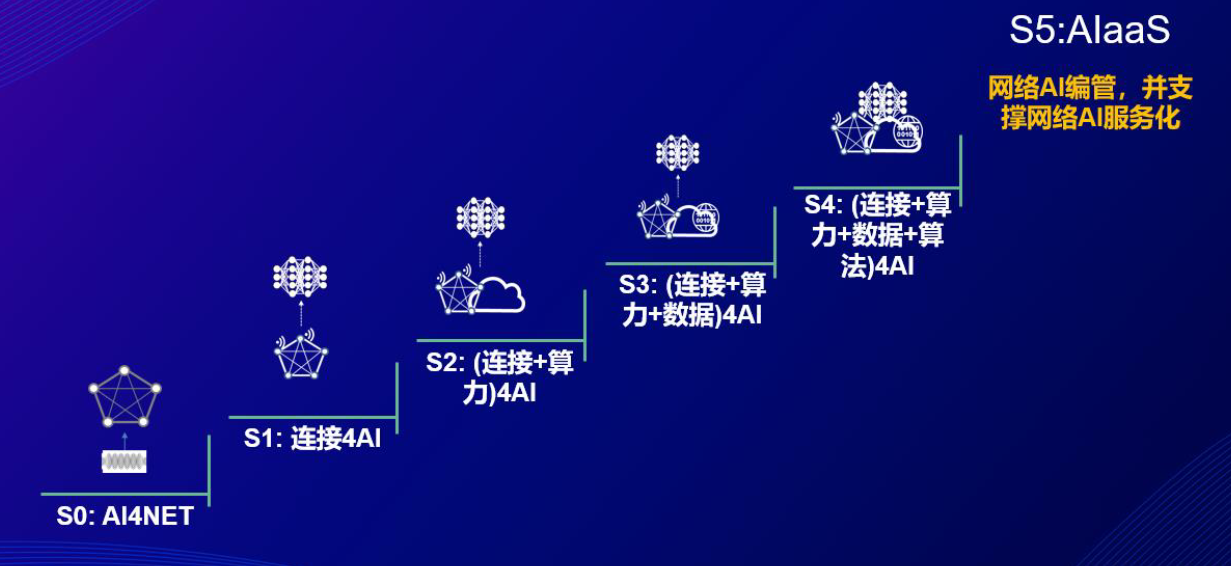 S5:AIaaS
网络AI编管，并支
撑网络AI服务化
S4: (连接+算
力+数据+算
法)4AI
S3: (连接+算
力+数据)4AI
S2: (连接+算
力)4AI
S1: 连接4AI
S0: AI4NET